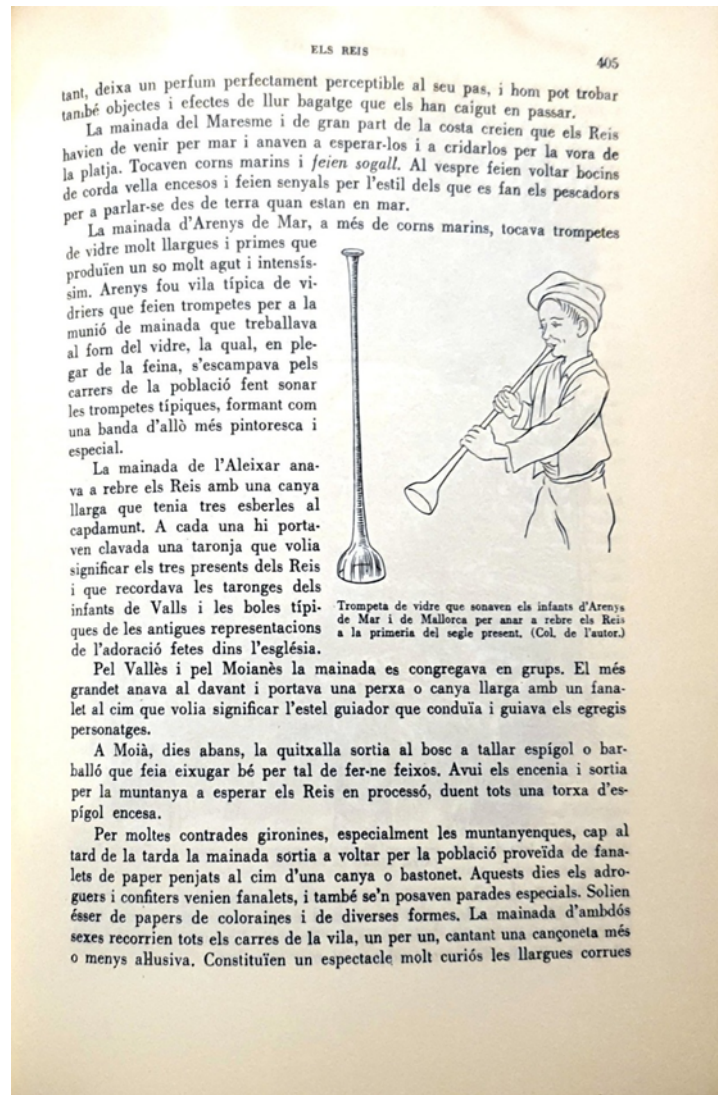 ELS REIS
405
tant, deixa un perfum perfectament perceptible al seu pas, i hom pot trobar
també objectes i efectes de llur bagatge que els han caigut en passar.
La mainada del Maresme i de gran part de la costa creien que els Reis
havien de venir per mar i anaven a esperar-los i a cridarlos per la vora de
la platja. Tocaven corns marins i feien sogall. Al vespre feien voltar bocins
de corda vella encesos i feien senyals per l'estil dels que es fan els pescadors
per a parlar-se des de terra quan estan en mar.
La mainada d'Arenys de Mar, a més de corns marins, tocava trompetes
de vidre molt llargues i primes que
produïen un so molt agut i intensís-
sim. Arenys fou vila típica de vi-
driers que feien trompetes per a la
munió de mainada que treballava
al forn del vidre, la qual, en ple-
gar de la feina, s'escampava pels
carrers de la població fent sonar
les trompetes típiques, formant com
una banda d'allò més pintoresca i
especial.
La mainada de l'Aleixar ana-
va a rebre els Reis amb una canya
llarga que tenia tres esberles al
capdamunt. A cada una hi porta-
ven clavada una taronja que volia
significar els tres presents dels Reis
i que recordava les taronges dels
infants de Valls i les boles típi-
ques de les antigues representacions
de l'adoració fetes dins l'església.
Trompeta de vidre que sonaven els infants d'Arenys
de Mar i de Mallorca per anar a rebre els Reis
a la primeria del segle present. (Col. de l'autor.)
Pel Vallès i pel Moianès la mainada es congregava en grups. El més
grandet anava al davant i portava una perxa o canya llarga amb un fana-
let al cim que volia significar l'estel guiador que conduïa i guiava els egregis
personatges.
A Moià, dies abans, la quitxalla sortia al bosc a tallar espígol o bar-
balló que feia eixugar bé per tal de fer-ne feixos. Avui els encenia i sortia
per la muntanya a esperar els Reis en processó, duent tots una torxa d'es-
pígol encesa.
Per moltes contrades gironines, especialment les muntanyenques, cap al
tard de la tarda la mainada sortia a voltar per la població proveïda de fana-
lets de paper penjats al cim d'una canya o bastonet. Aquests dies els adro-
guers i confiters venien fanalets, i també se'n posaven parades especials. Solien
ésser de papers de coloraines i de diverses formes. La mainada d'ambdós
sexes recorrien tots els carres de la vila, un per un, cantant una cançoneta més
o menys aŀlusiva. Constituïen un espectacle molt curiós les llargues corrues